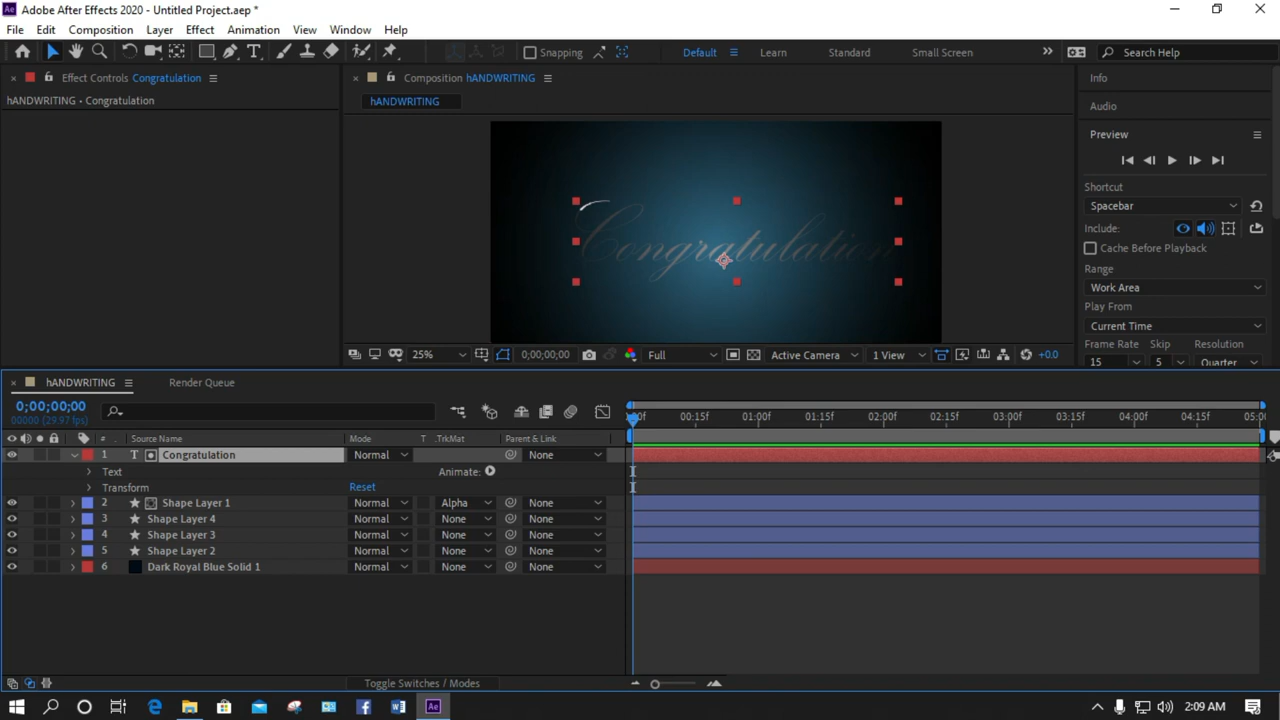 Adobe After Effects 2020 - Untitled Project.aep *
File Edit Composition Layer Effect Animation View Window Help
Snapping Default Learn Standard Small Screen Search Help
Effect Controls Congratulation
hANDWRITING • Congratulation
Composition hANDWRITING
hANDWRITING
Congratulation
25% 0;00;00;00 Full Active Camera 1 View +0.0
Info
Audio
Preview
Shortcut
Spacebar
Include:
Cache Before Playback
Range
Work Area
Play From
Current Time
Frame Rate Skip Resolution
15 5 Quarter
hANDWRITING Render Queue
0;00;00;00
00000 (29.97 fps)
00:15f 01:00f 01:15f 02:00f 02:15f 03:00f 03:15f 04:00f 04:15f
# Source Name Mode T .TrkMat Parent & Link
1 T Congratulation Normal None
Text Animate:
Transform Reset
2 Shape Layer 1 Normal Alpha None
3 Shape Layer 4 Normal None None
4 Shape Layer 3 Normal None None
5 Shape Layer 2 Normal None None
6 Dark Royal Blue Solid 1 Normal None None
Toggle Switches / Modes
2:09 AM